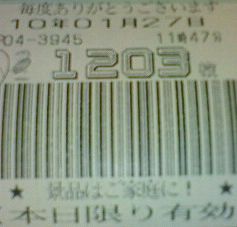 毎度ありがとうございます
10年01月27日
04-3945 11時47分
1203 枚
★ 景品はご家庭に! ★
本日限り有効